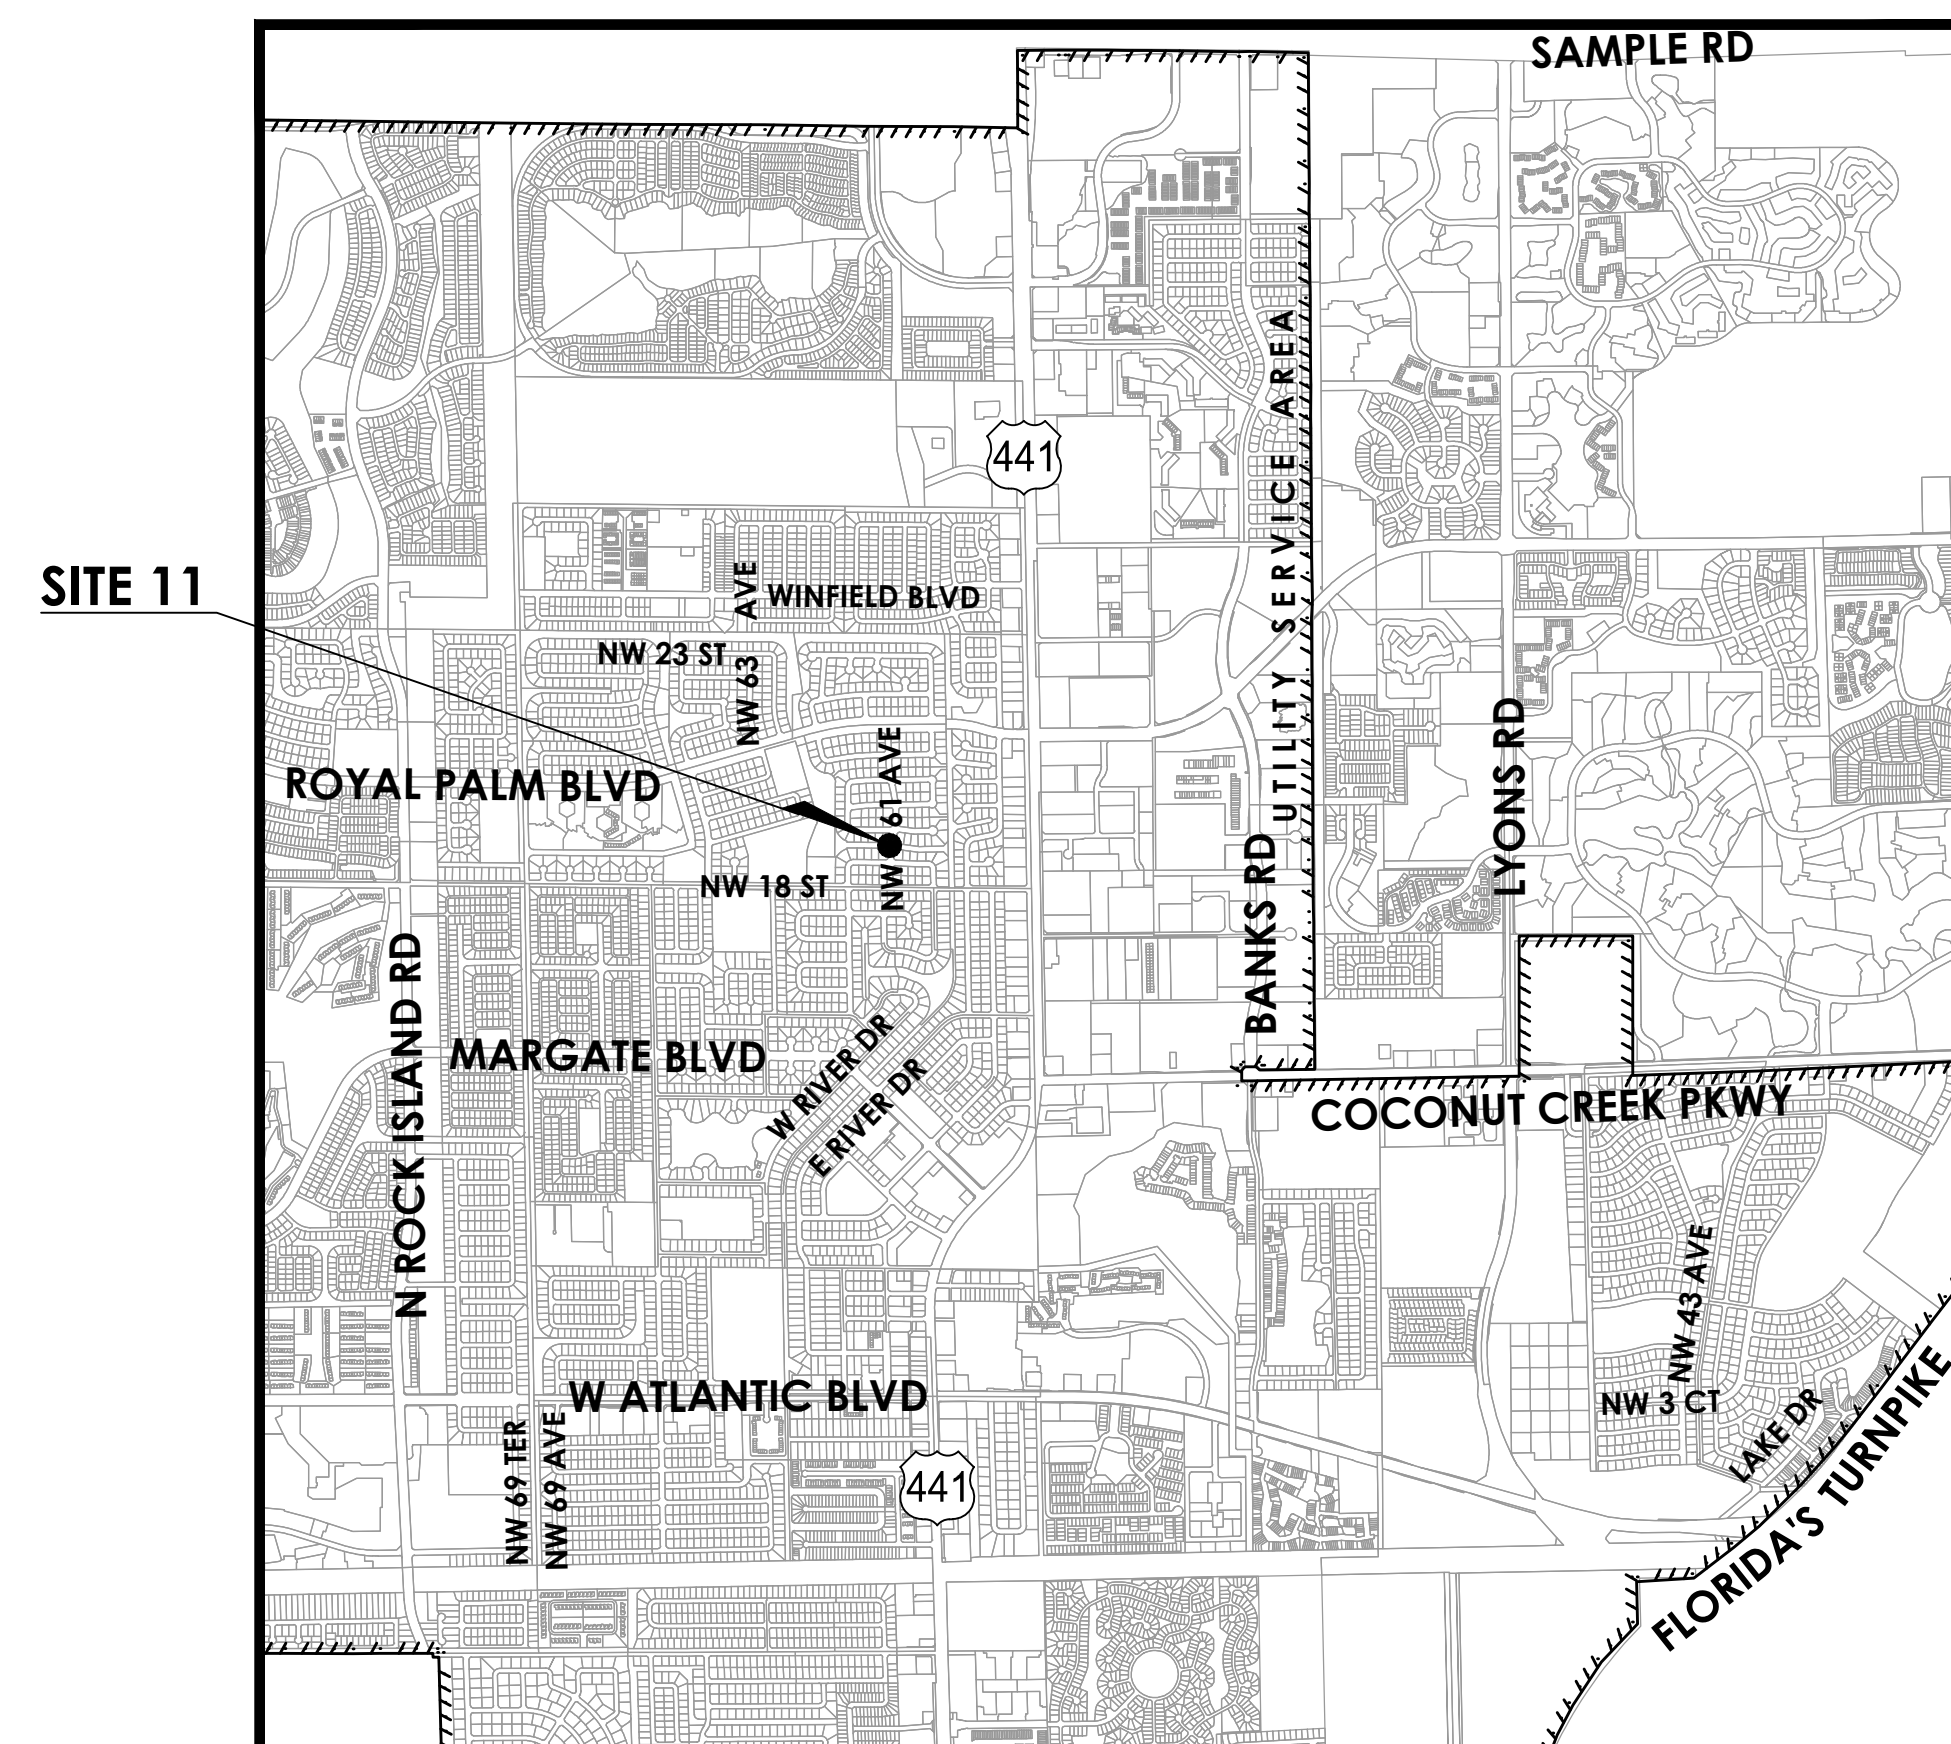 SAMPLE RD
441
UTILITY SERVICE AREA
SITE 11
AVE
WINFIELD BLVD
NW 23 ST
NW 63
NW 61 AVE
ROYAL PALM BLVD
LYONS RD
NW 18 ST
BANKS RD
N ROCK ISLAND RD
MARGATE BLVD
W RIVER DR
E RIVER DR
COCONUT CREEK PKWY
NW 43 AVE
W ATLANTIC BLVD
NW 3 CT
LAKE DR
NW 69 TER
NW 69 AVE
441
FLORIDA'S TURNPIKE